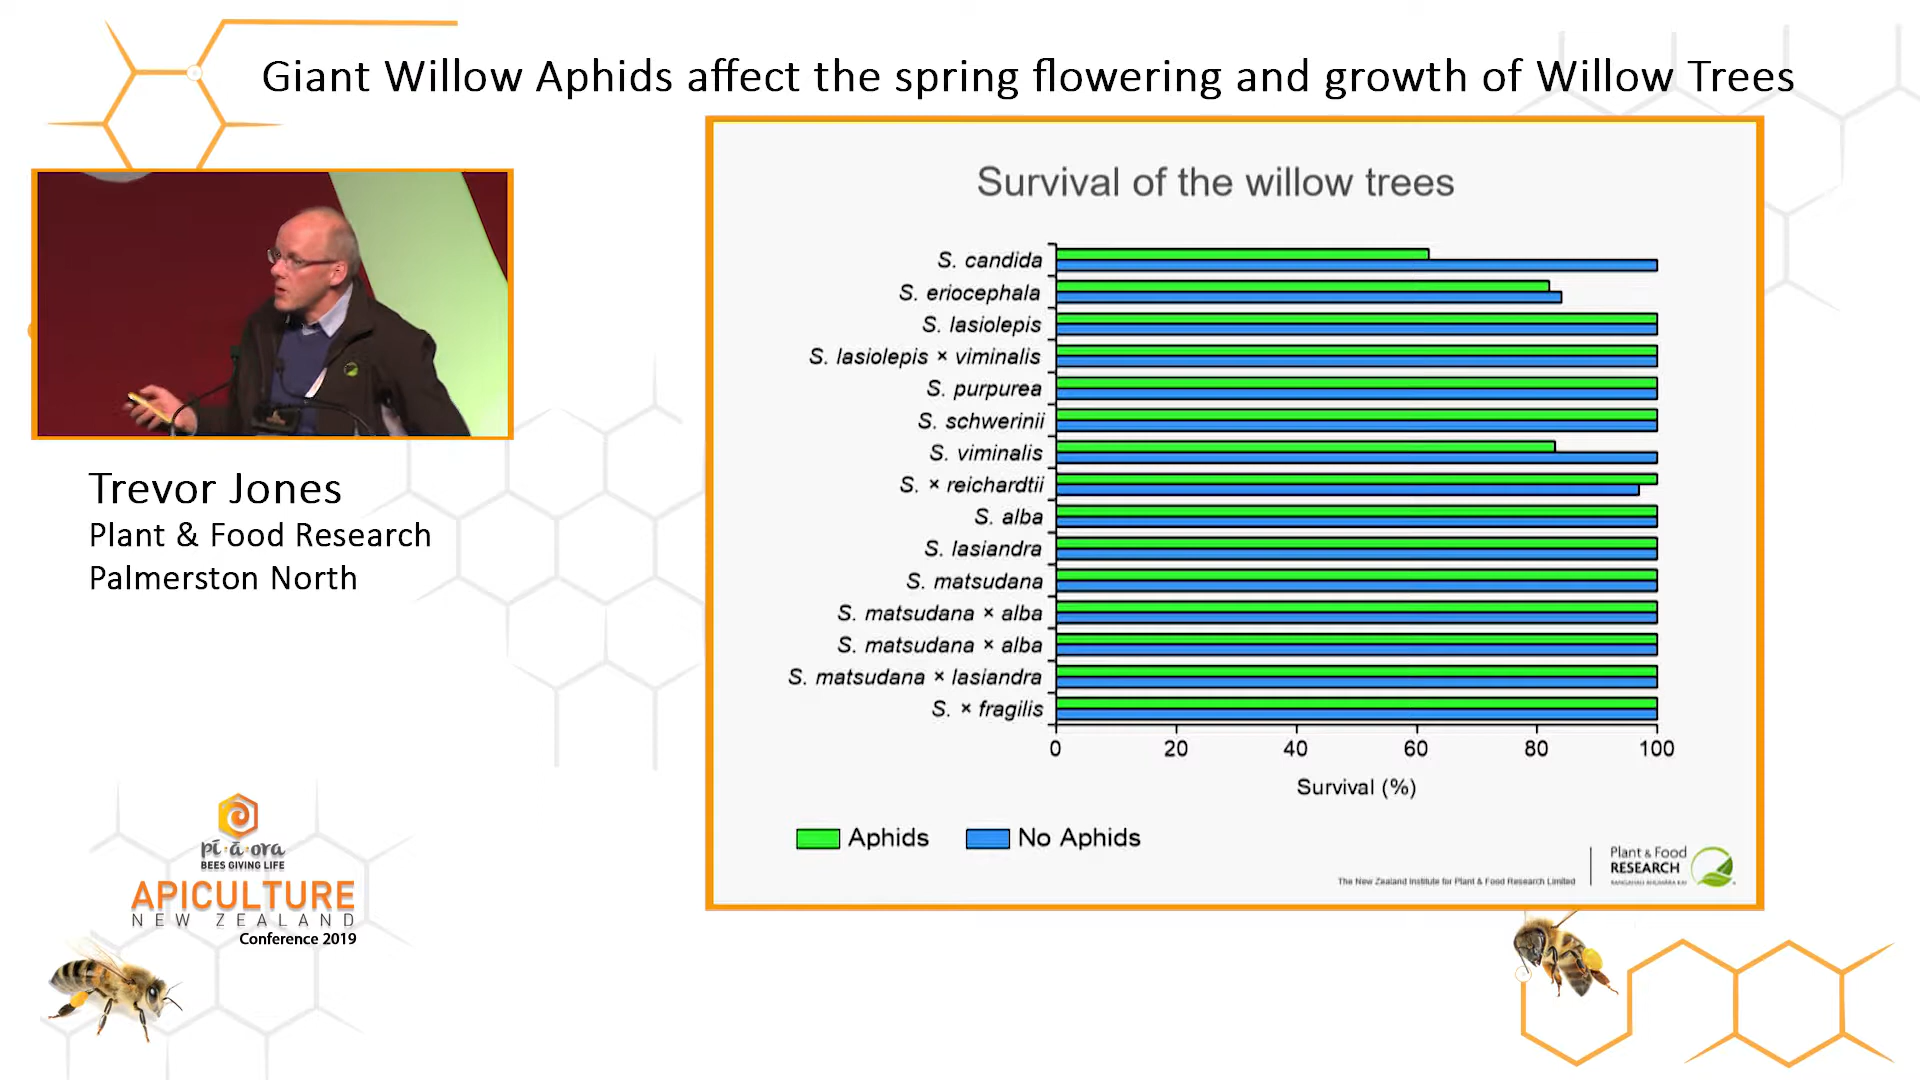 Giant Willow Aphids affect the spring flowering and growth of Willow Trees
Trevor Jones
Plant & Food Research
Palmerston North
pī·ā·ora
BEES GIVING LIFE
APICULTURE
NEW ZEALAND
Conference 2019
Survival of the willow trees
S. candida
S. eriocephala
S. lasiolepis
S. lasiolepis × viminalis
S. purpurea
S. schwerinii
S. viminalis
S. × reichardtii
S. alba
S. lasiandra
S. matsudana
S. matsudana × alba
S. matsudana × alba
S. matsudana × lasiandra
S. × fragilis
0 20 40 60 80 100
Survival (%)
Aphids No Aphids
The New Zealand Institute for Plant & Food Research Limited
Plant & Food
RESEARCH
RANGAHAU AHUMĀRA KAI